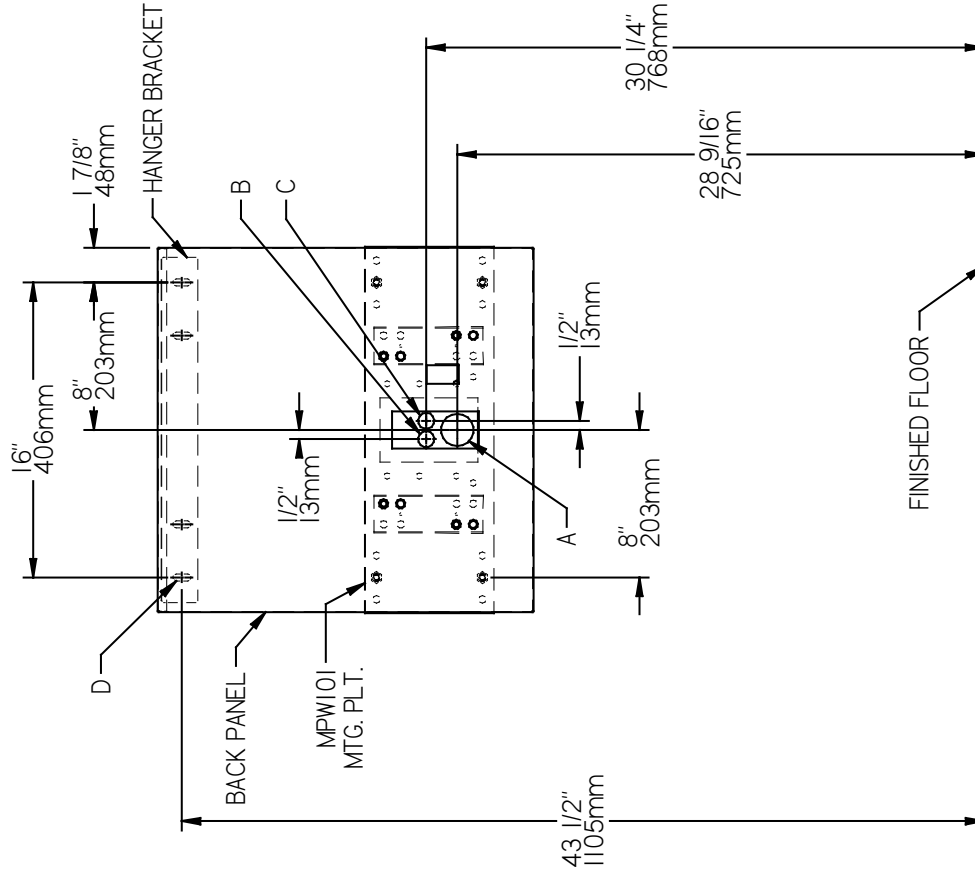 1 7/8"
48mm
HANGER BRACKET
16"
406mm
8"
203mm
B
C
1/2"
13mm
1/2"
13mm
30 1/4"
768mm
28 9/16"
725mm
D
BACK PANEL
MPW101
MTG. PLT.
A
8"
203mm
43 1/2"
1105mm
FINISHED FLOOR